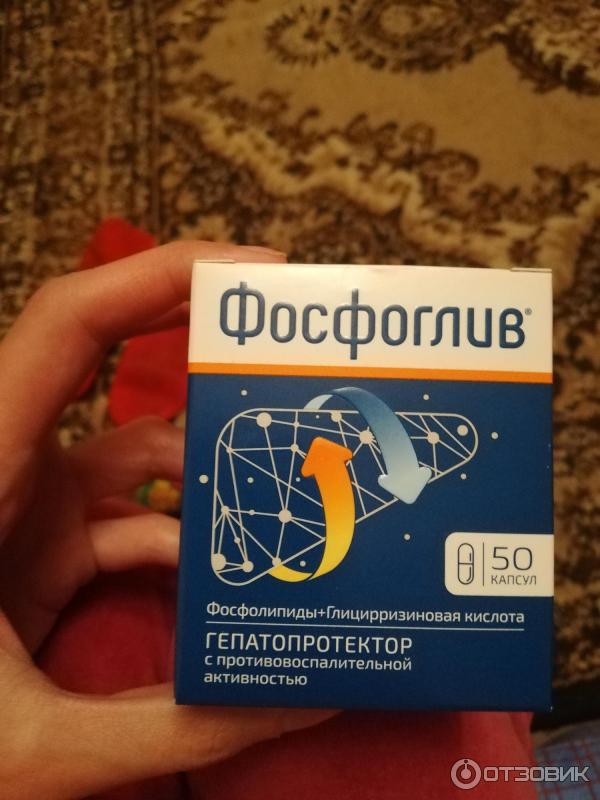 Фосфоглив®
50
КАПСУЛ
Фосфолипиды+Глицирризиновая кислота
ГЕПАТОПРОТЕКТОР
с противовоспалительной
активностью
ОТЗОВИК